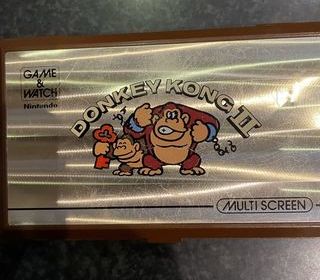 GAME
&
WATCH
Nintendo
DONKEY KONG II
MULTI SCREEN